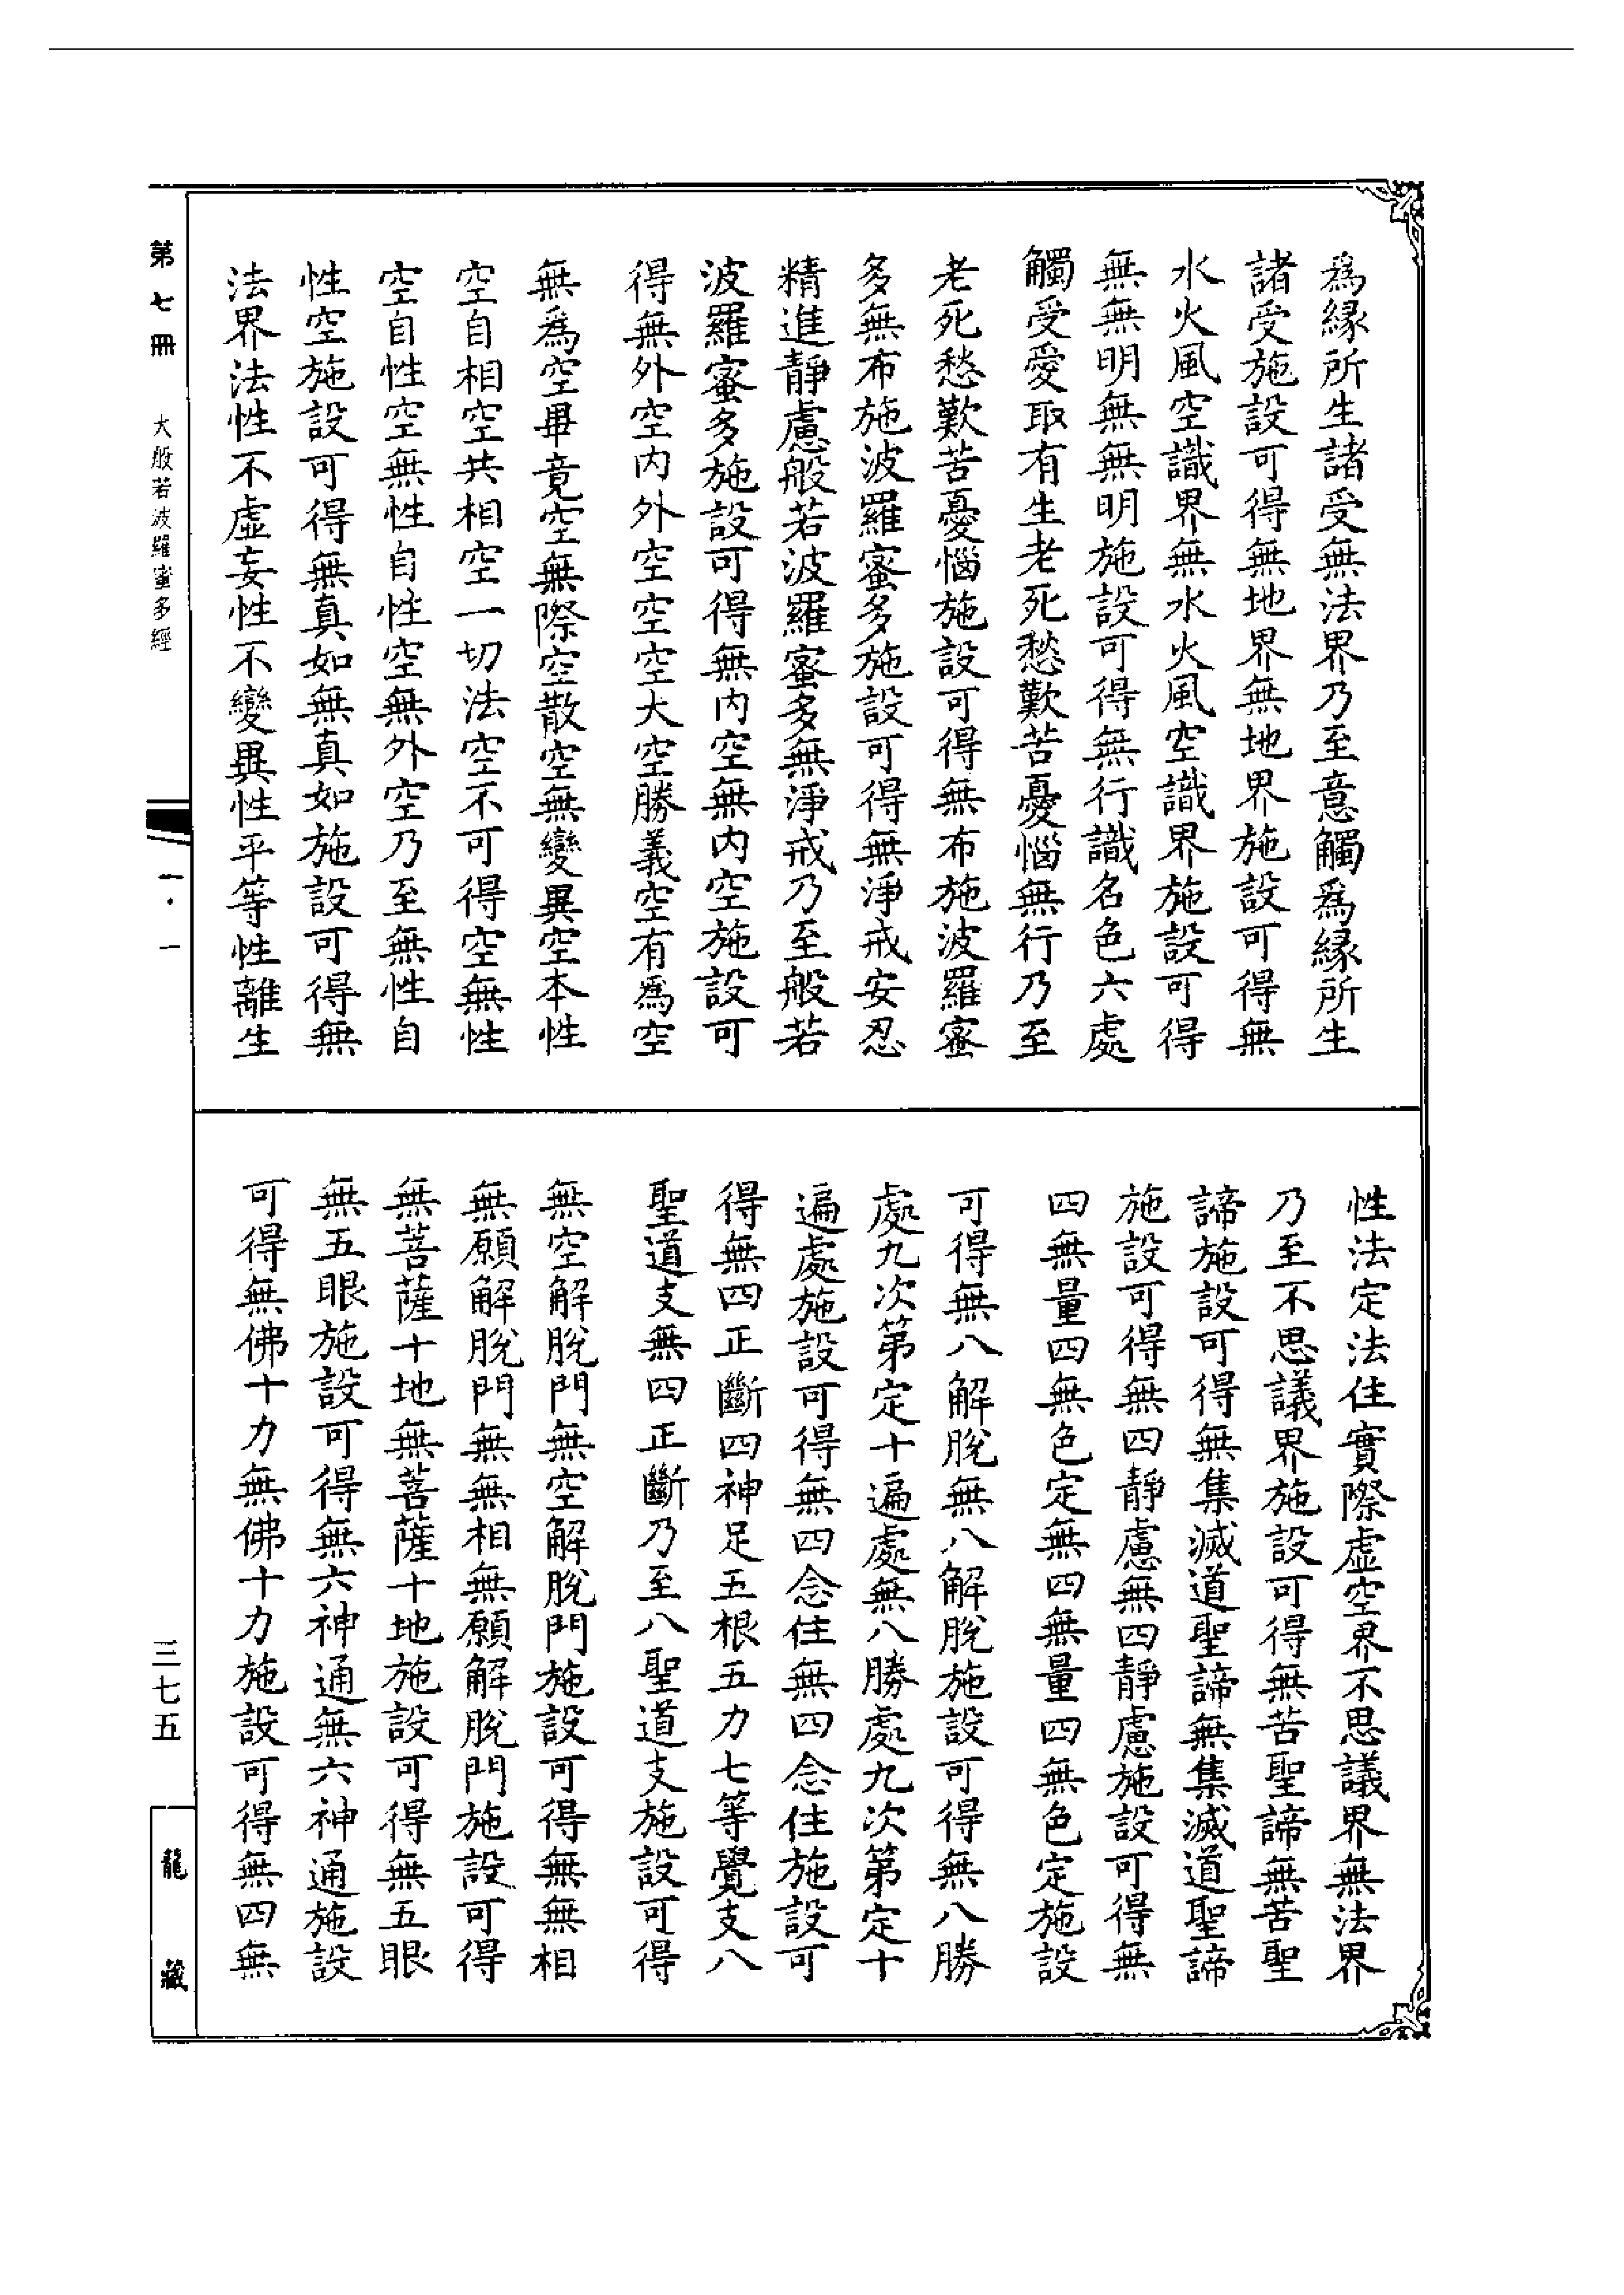 爲緣所生諸受無法界乃至意觸爲緣所生
諸受施設可得無地界無地界施設可得無
水火風空識界無水火風空識界施設可得
無無明無無明施設可得無行識名色六處
觸受愛取有生老死愁歎苦憂惱無行乃至
老死愁歎苦憂惱施設可得無布施波羅蜜
多無布施波羅蜜多施設可得無淨戒安忍
精進靜慮般若波羅蜜多無淨戒乃至般若
波羅蜜多施設可得無內空無內空施設可
得無外空內外空空空大空勝義空有爲空
無爲空畢竟空無際空散空無變異空本性
空自相空共相空一切法空不可得空無性
空自性空無性自性空無外空乃至無性自
性空施設可得無真如無真如施設可得無
法界法性不虛妄性不變異性平等性離生
性法定法住實際虛空界不思議界無法界
乃至不思議界施設可得無苦聖諦無苦聖
諦施設可得無集滅道聖諦無集滅道聖諦
施設可得無四靜慮無四靜慮施設可得無
四無量四無色定無四無量四無色定施設
可得無八解脫無八解脫施設可得無八勝
處九次第定十遍處無八勝處九次第定十
遍處施設可得無四念住無四念住施設可
得無四正斷四神足五根五力七等覺支八
聖道支無四正斷乃至八聖道支施設可得
無空解脫門無空解脫門施設可得無無相
無願解脫門無無相無願解脫門施設可得
無菩薩十地無菩薩十地施設可得無五眼
無五眼施設可得無六神通無六神通施設
可得無佛十力無佛十力施設可得無四無
第七冊 大般若波羅蜜多經 一·一 三七五 龍藏